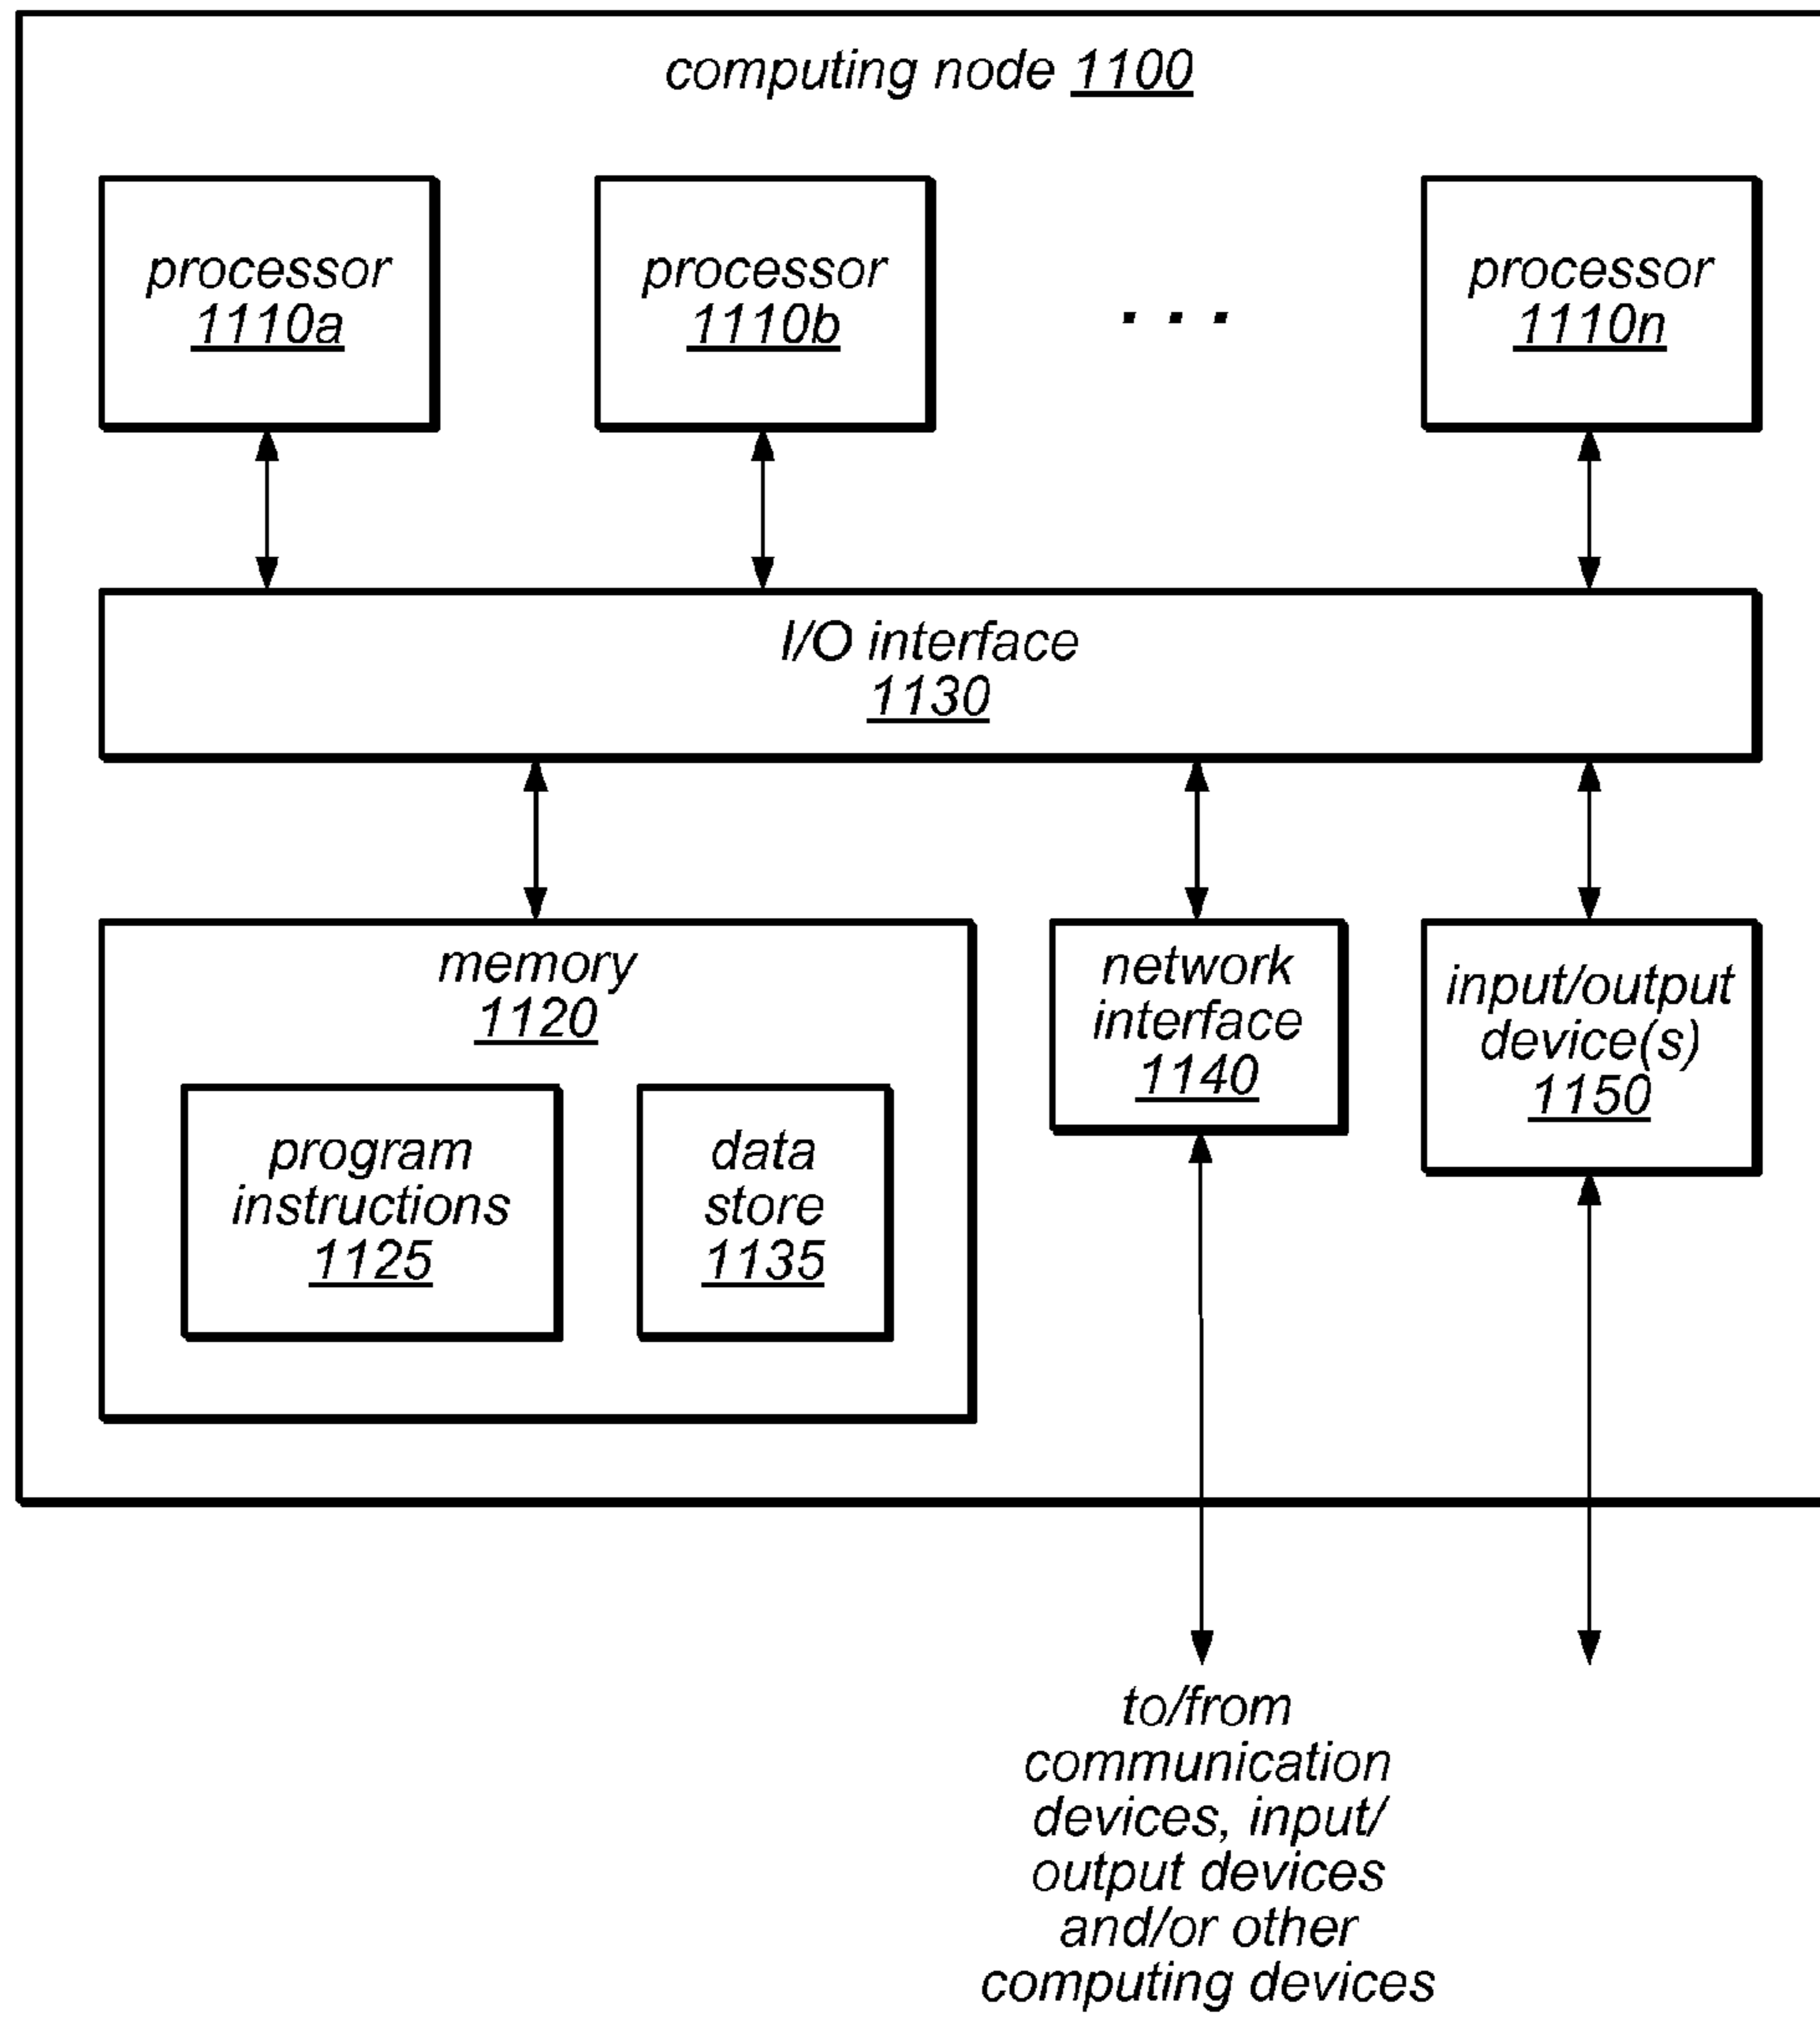 computing node 1100
processor
1110a
processor
1110b
. . .
processor
1110n
I/O interface
1130
memory
1120
program
instructions
1125
data
store
1135
network
interface
1140
input/output
device(s)
1150
to/from
communication
devices, input/
output devices
and/or other
computing devices